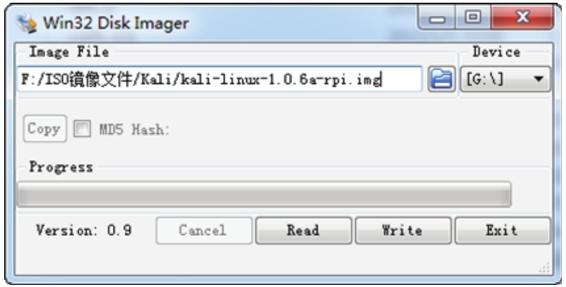 Win32 Disk Imager
Image File
Device
F:/ISO镜像文件/Kali/kali-linux-1.0.6a-rpi.img
[G:\]
Copy
MD5 Hash:
Progress
Version: 0.9
Cancel
Read
Write
Exit